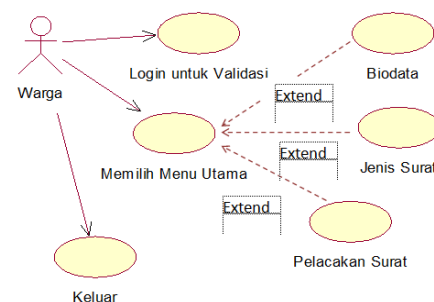 Warga
Login untuk Validasi
Biodata
Extend
Memilih Menu Utama
Extend
Jenis Surat
Extend
Pelacakan Surat
Keluar